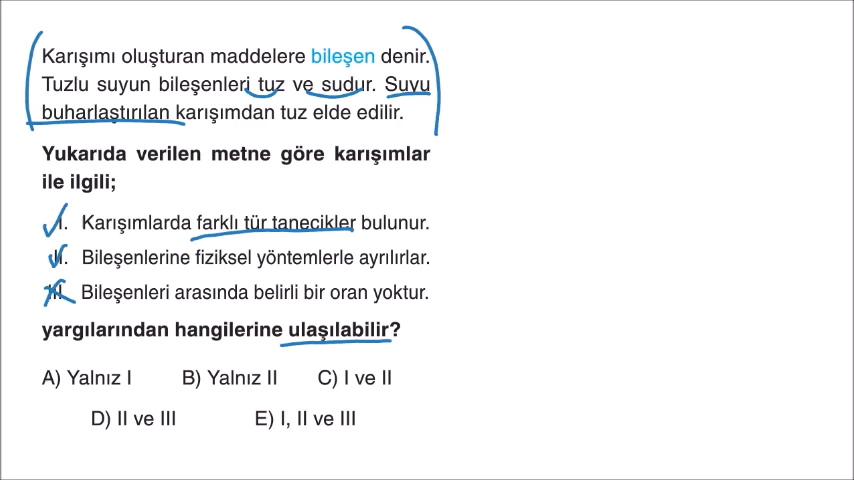 Karışımı oluşturan maddelere bileşen denir.
Tuzlu suyun bileşenleri tuz ve sudur. Suyu
buharlaştırılan karışımdan tuz elde edilir.
Yukarıda verilen metne göre karışımlar
ile ilgili;
I. Karışımlarda farklı tür tanecikler bulunur.
II. Bileşenlerine fiziksel yöntemlerle ayrılırlar.
III. Bileşenleri arasında belirli bir oran yoktur.
yargılarından hangilerine ulaşılabilir?
A) Yalnız I B) Yalnız II C) I ve II
D) II ve III E) I, II ve III